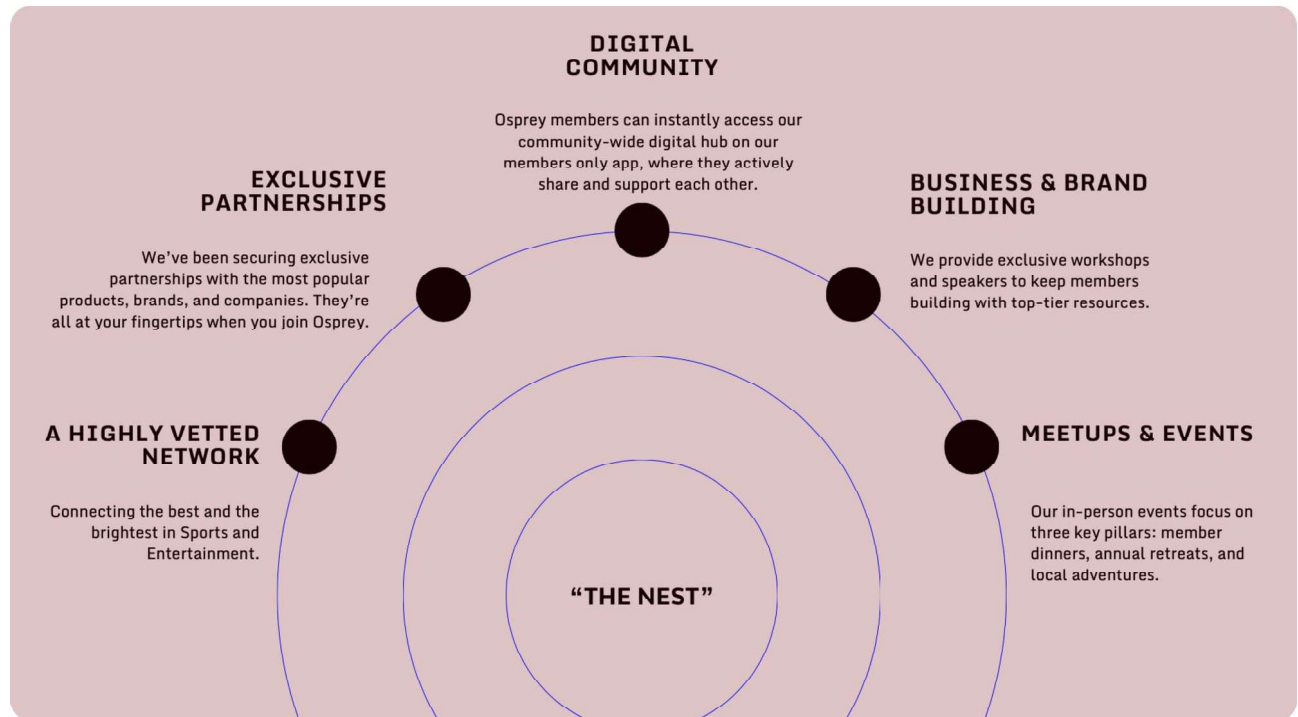 DIGITAL
COMMUNITY
Osprey members can instantly access our
community-wide digital hub on our
members only app, where they actively
share and support each other.
EXCLUSIVE
PARTNERSHIPS
We’ve been securing exclusive
partnerships with the most popular
products, brands, and companies. They’re
all at your fingertips when you join Osprey.
BUSINESS & BRAND
BUILDING
We provide exclusive workshops
and speakers to keep members
building with top-tier resources.
A HIGHLY VETTED
NETWORK
Connecting the best and the
brightest in Sports and
Entertainment.
MEETUPS & EVENTS
Our in-person events focus on
three key pillars: member
dinners, annual retreats, and
local adventures.
“THE NEST”